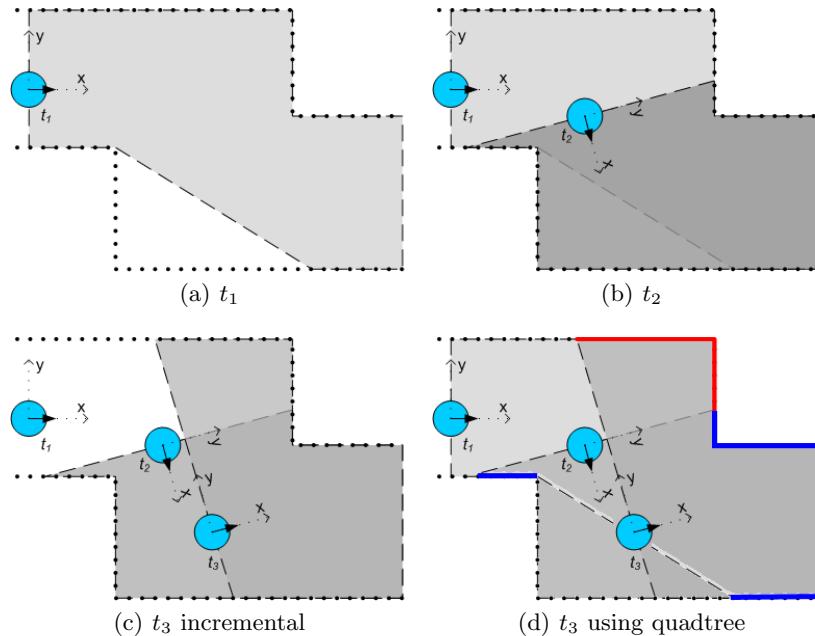 y
x
t1
(a) t1
y
x
t1
y
t2
x
(b) t2
y
x
t1
y
t2
x
y
x
t3
(c) t3 incremental
y
x
t1
y
t2
x
y
x
t3
(d) t3 using quadtree